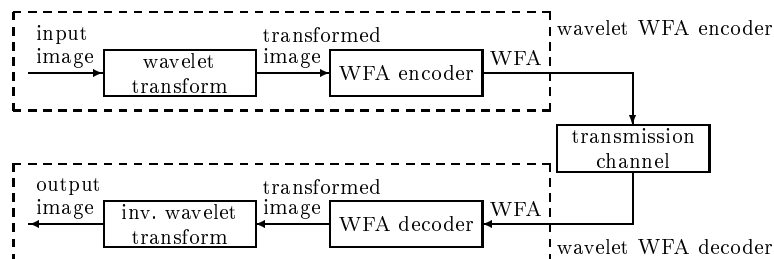 input
image
wavelet
transform
transformed
image
WFA encoder
WFA
wavelet WFA encoder
transmission
channel
output
image
inv. wavelet
transform
transformed
image
WFA decoder
WFA
wavelet WFA decoder